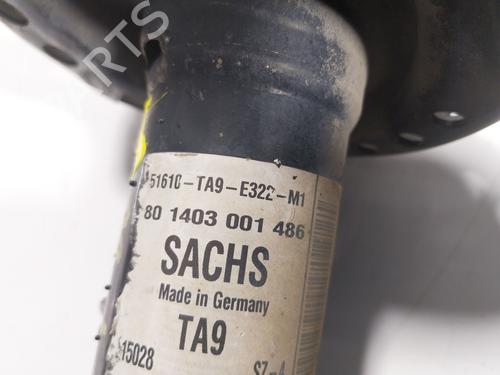 51610-TA9-E322-M1
80 1403 001 486
SACHS
Made in Germany
TA9
15028